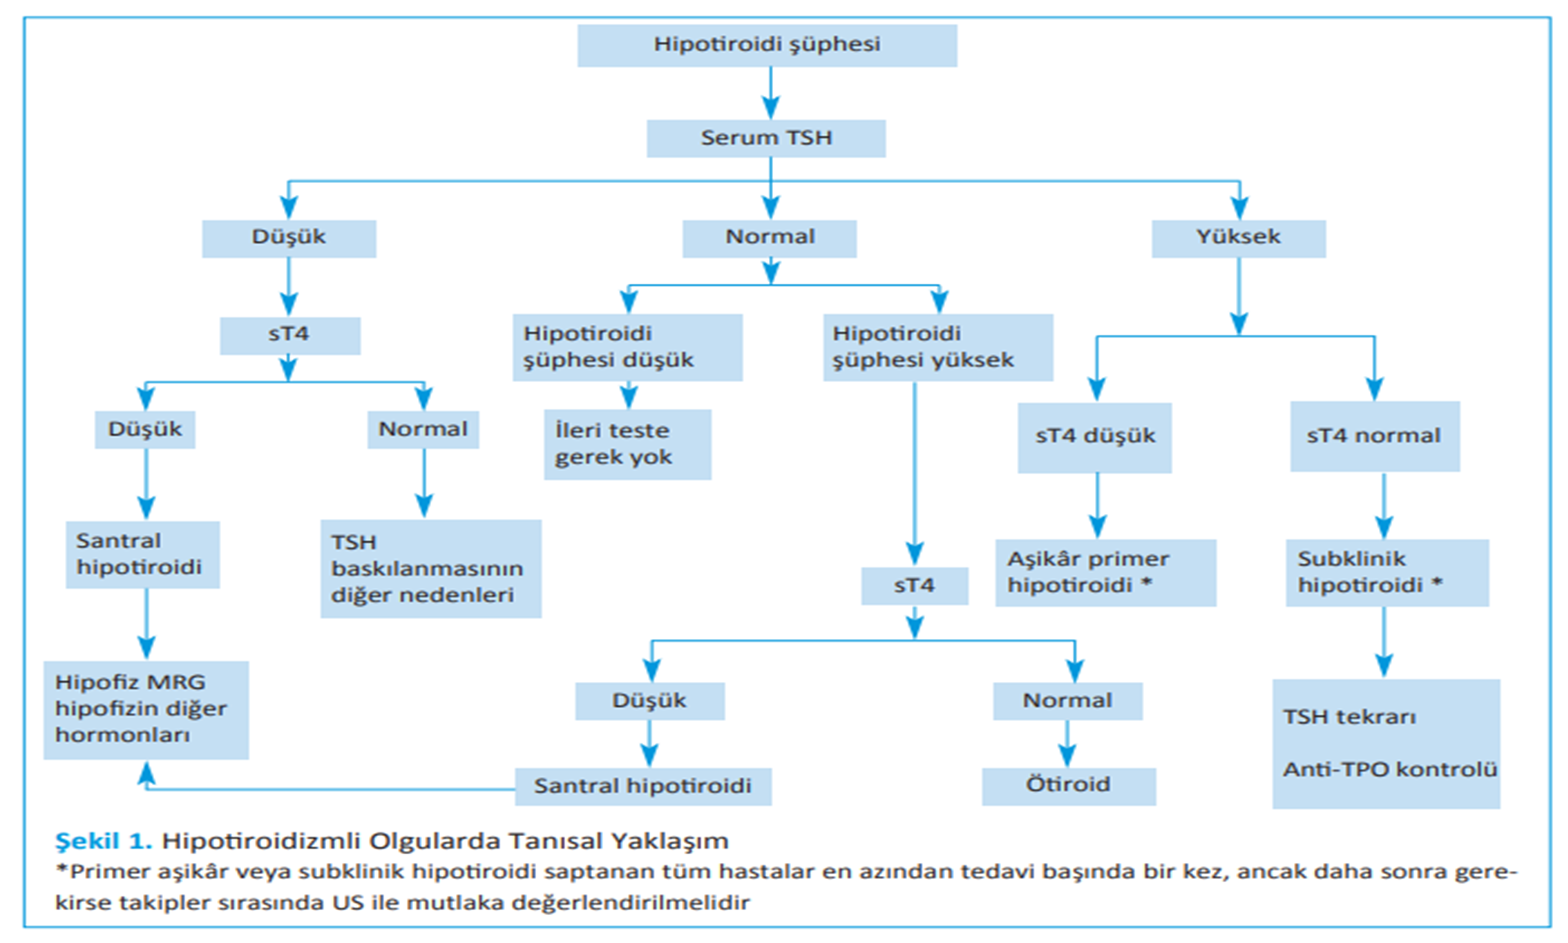 Hipotiroidi şüphesi
Serum TSH
Düşük
Normal
Yüksek
sT4
Hipotiroidi
şüphesi düşük
Hipotiroidi
şüphesi yüksek
Düşük
Normal
İleri teste
gerek yok
sT4 düşük
sT4 normal
Santral
hipotiroidi
TSH
baskılanmasının
diğer nedenleri
sT4
Aşikâr primer
hipotiroidi *
Subklinik
hipotiroidi *
Hipofiz MRG
hipofizin diğer
hormonları
Düşük
Normal
TSH tekrarı
Anti-TPO kontrolü
Santral hipotiroidi
Ötiroid
Şekil 1. Hipotiroidizmli Olgularda Tanısal Yaklaşım
*Primer aşikâr veya subklinik hipotiroidi saptanan tüm hastalar en azından tedavi başında bir kez, ancak daha sonra gere-
kirse takipler sırasında US ile mutlaka değerlendirilmelidir